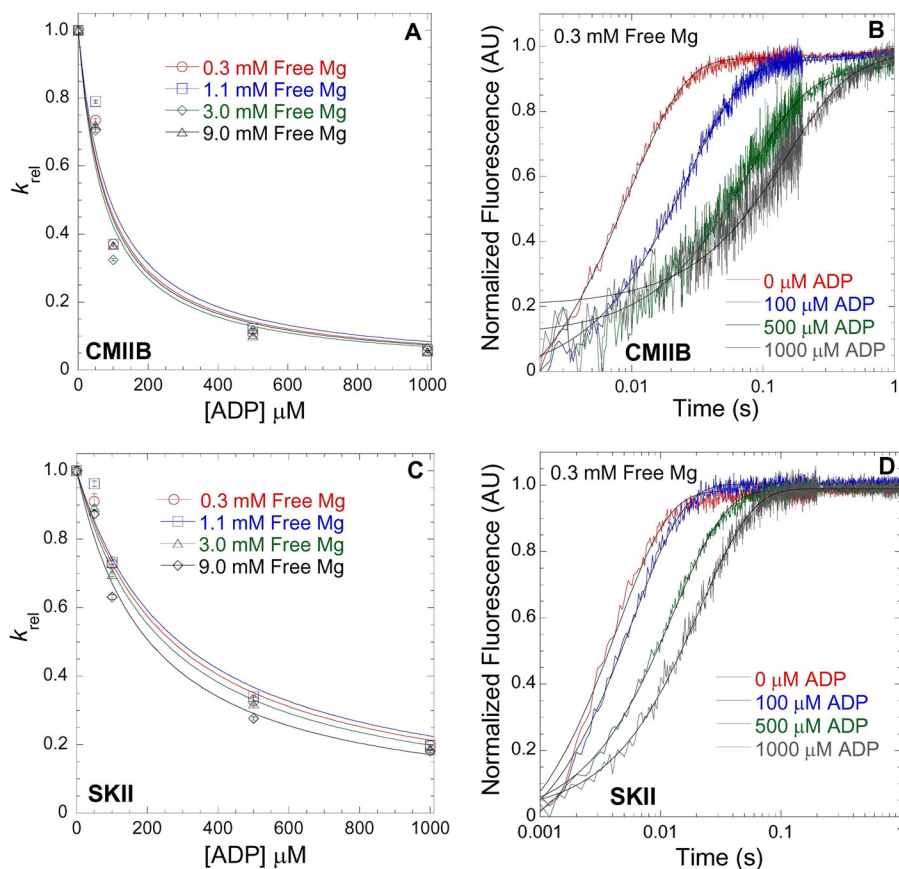 A
0.3 mM Free Mg
1.1 mM Free Mg
3.0 mM Free Mg
9.0 mM Free Mg
k rel
1.0
0.8
0.6
0.4
0.2
0
CMIIB
0 200 400 600 800 1000
[ADP] μM
B
0.3 mM Free Mg
Normalized Fluorescence (AU)
1.0
0.8
0.6
0.4
0.2
0
0 μM ADP
100 μM ADP
500 μM ADP
1000 μM ADP
CMIIB
0.01 0.1 1
Time (s)
C
0.3 mM Free Mg
1.1 mM Free Mg
3.0 mM Free Mg
9.0 mM Free Mg
k rel
1.0
0.8
0.6
0.4
0.2
0
SKII
0 200 400 600 800 1000
[ADP] μM
D
0.3 mM Free Mg
Normalized Fluorescence (AU)
1.0
0.8
0.6
0.4
0.2
0
0 μM ADP
100 μM ADP
500 μM ADP
1000 μM ADP
SKII
0.001 0.01 0.1 1
Time (s)